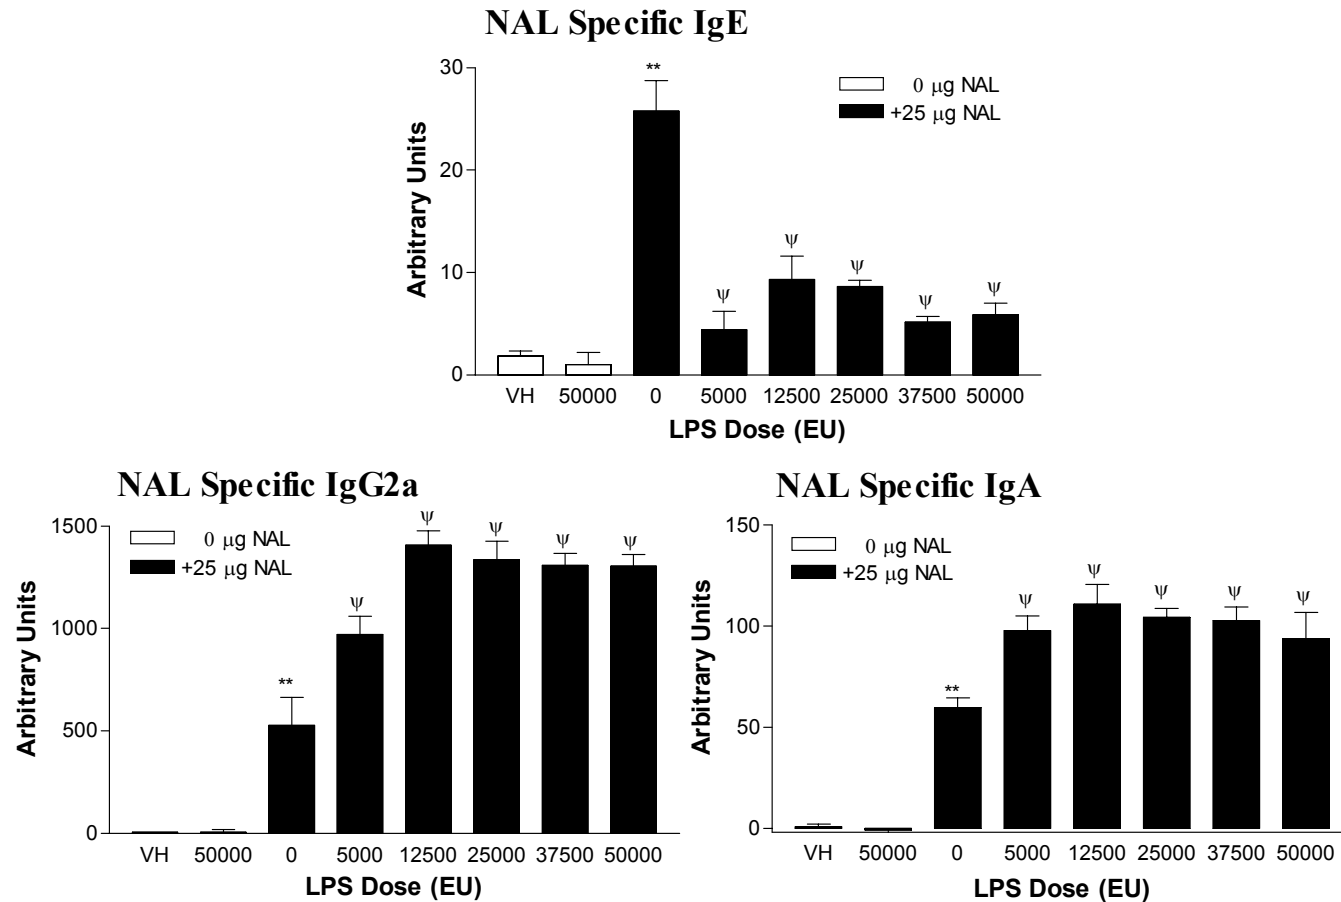 NAL Specific IgE
30
20
10
0
Arbitrary Units
**
ψ
ψ
ψ
ψ
ψ
0 μg NAL
+25 μg NAL
VH 50000 0 5000 12500 25000 37500 50000
LPS Dose (EU)
NAL Specific IgG2a
1500
1000
500
0
Arbitrary Units
0 μg NAL
+25 μg NAL
**
ψ
ψ
ψ
ψ
ψ
VH 50000 0 5000 12500 25000 37500 50000
LPS Dose (EU)
NAL Specific IgA
150
100
50
0
Arbitrary Units
0 μg NAL
+25 μg NAL
**
ψ
ψ
ψ
ψ
ψ
VH 50000 0 5000 12500 25000 37500 50000
LPS Dose (EU)